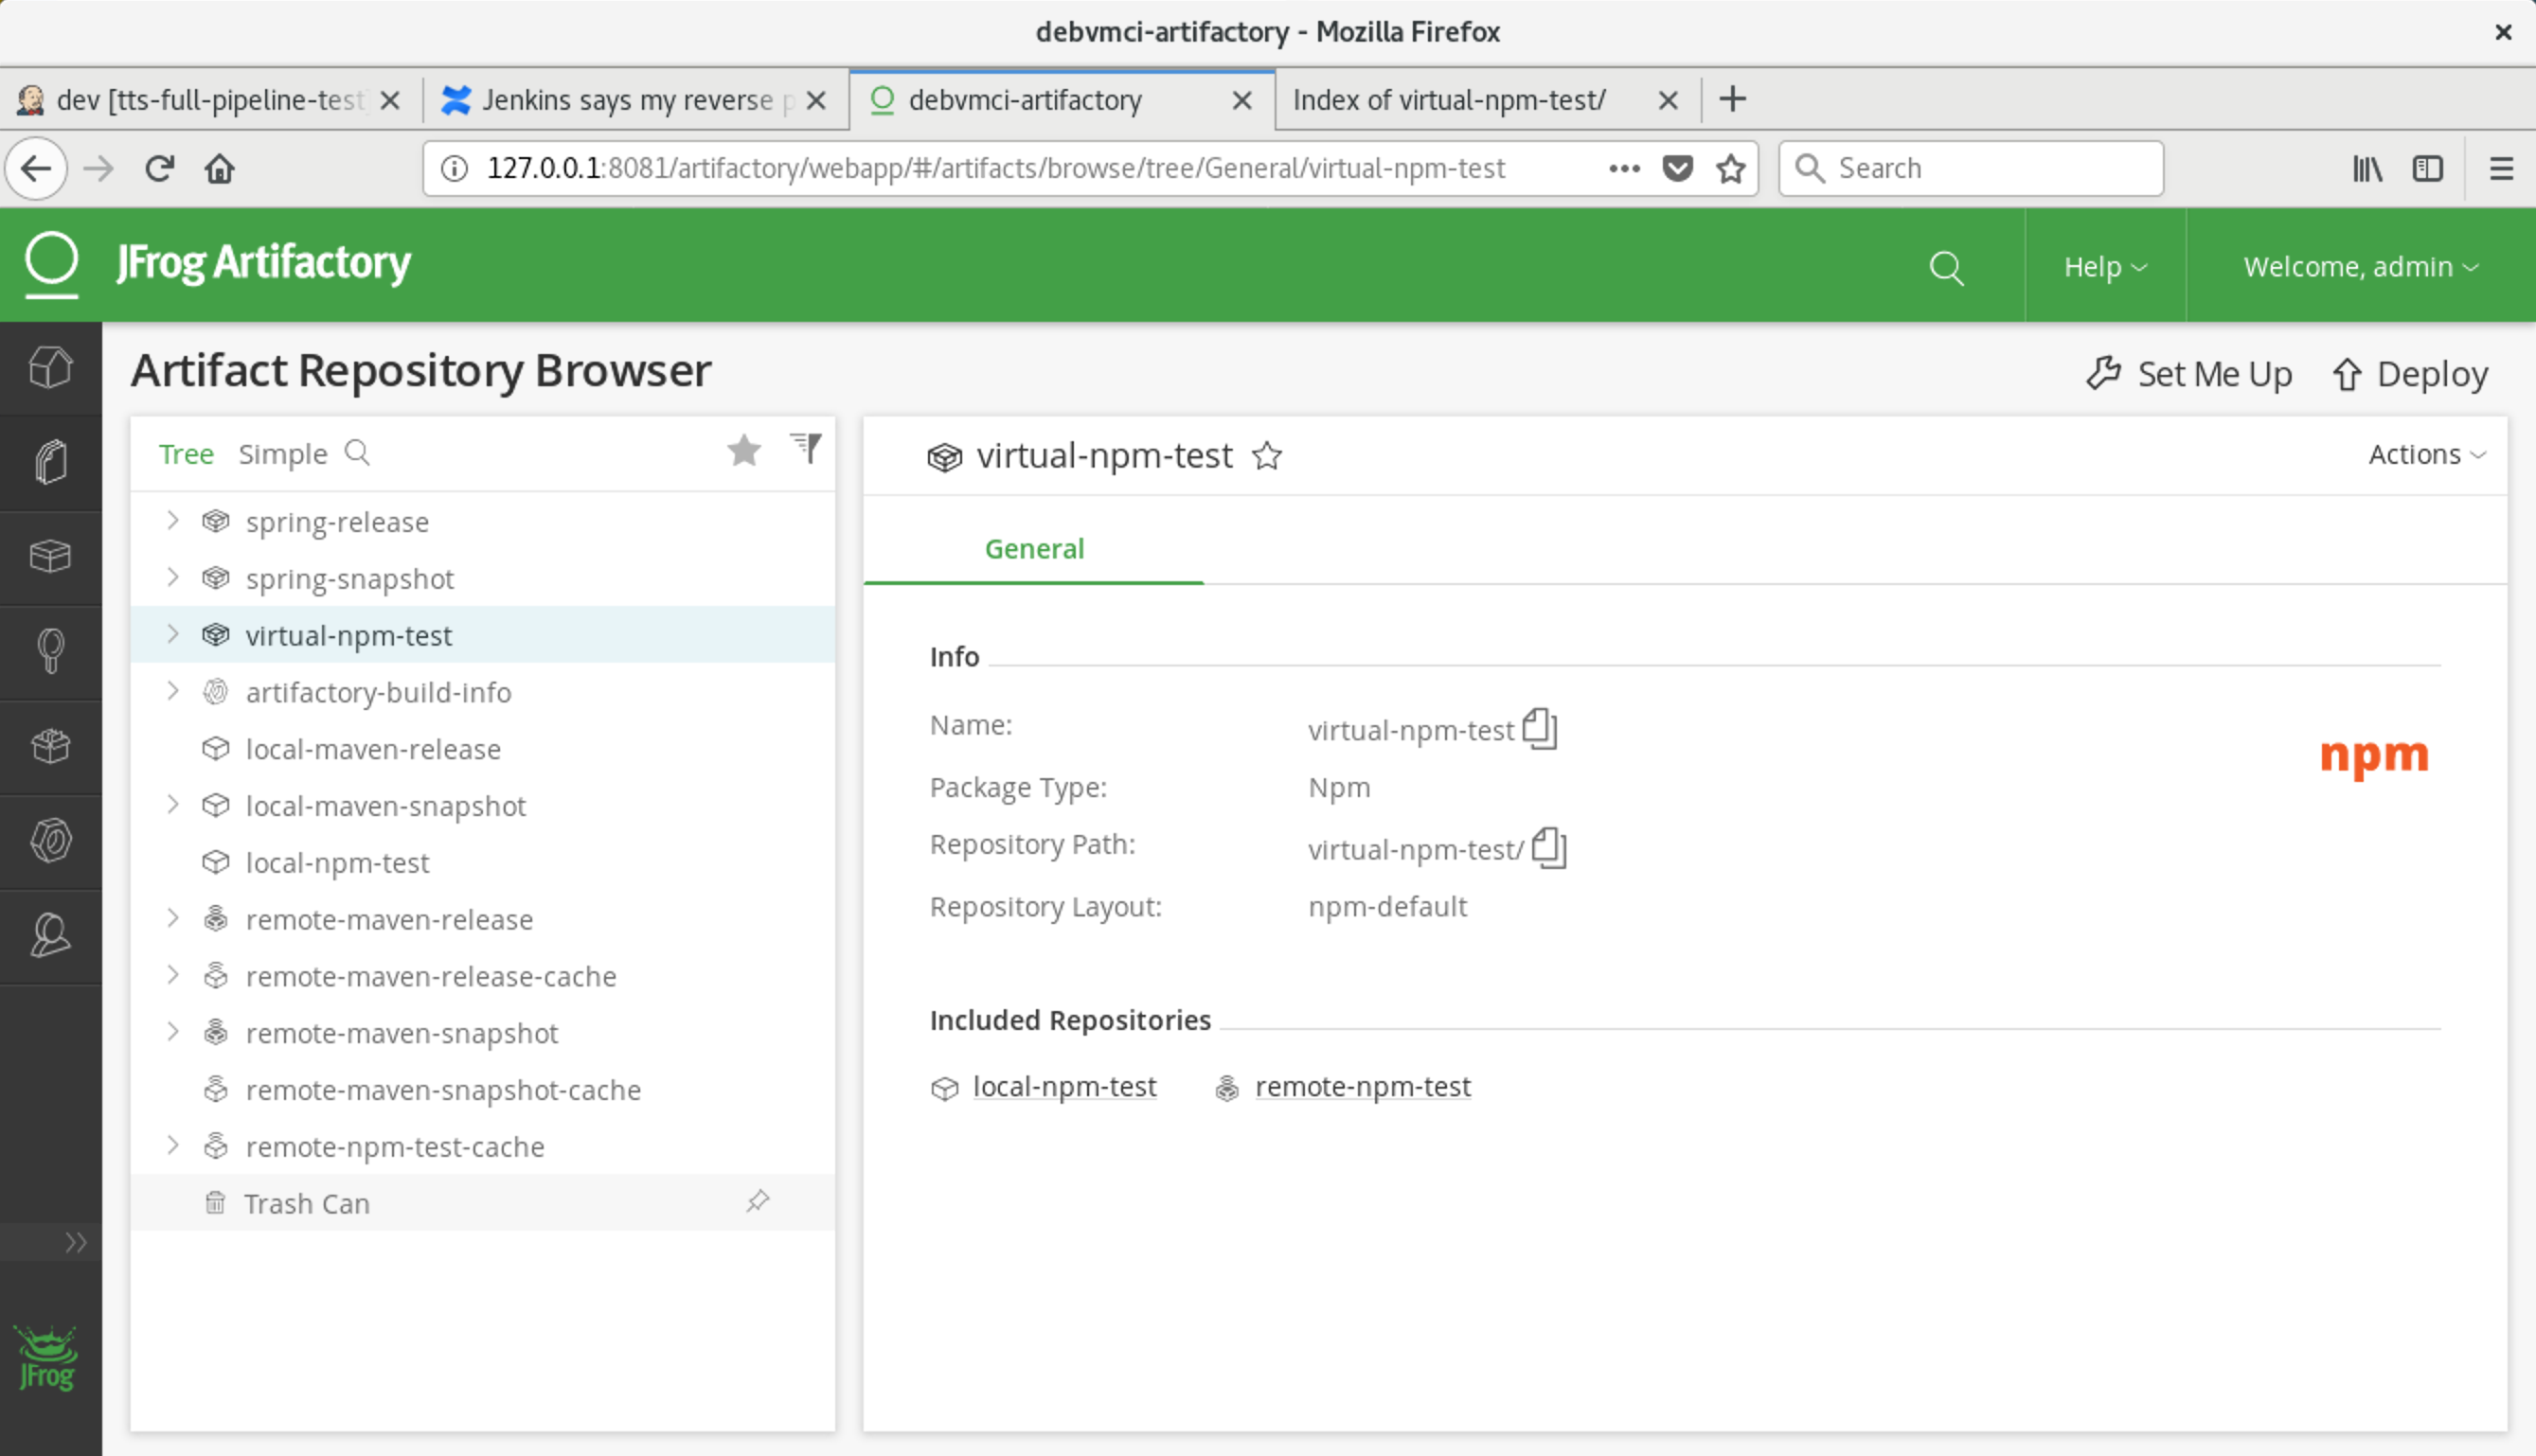 debvmci-artifactory - Mozilla Firefox
dev [tts-full-pipeline-test
Jenkins says my reverse p
debvmci-artifactory
Index of virtual-npm-test/
127.0.0.1:8081/artifactory/webapp/#/artifacts/browse/tree/General/virtual-npm-test
Search
JFrog Artifactory
Help
Welcome, admin
Artifact Repository Browser
Set Me Up
Deploy
Tree
Simple
spring-release
spring-snapshot
virtual-npm-test
artifactory-build-info
local-maven-release
local-maven-snapshot
local-npm-test
remote-maven-release
remote-maven-release-cache
remote-maven-snapshot
remote-maven-snapshot-cache
remote-npm-test-cache
Trash Can
JFrog
virtual-npm-test
Actions
General
Info
Name: virtual-npm-test
Package Type: Npm
Repository Path: virtual-npm-test/
Repository Layout: npm-default
npm
Included Repositories
local-npm-test remote-npm-test